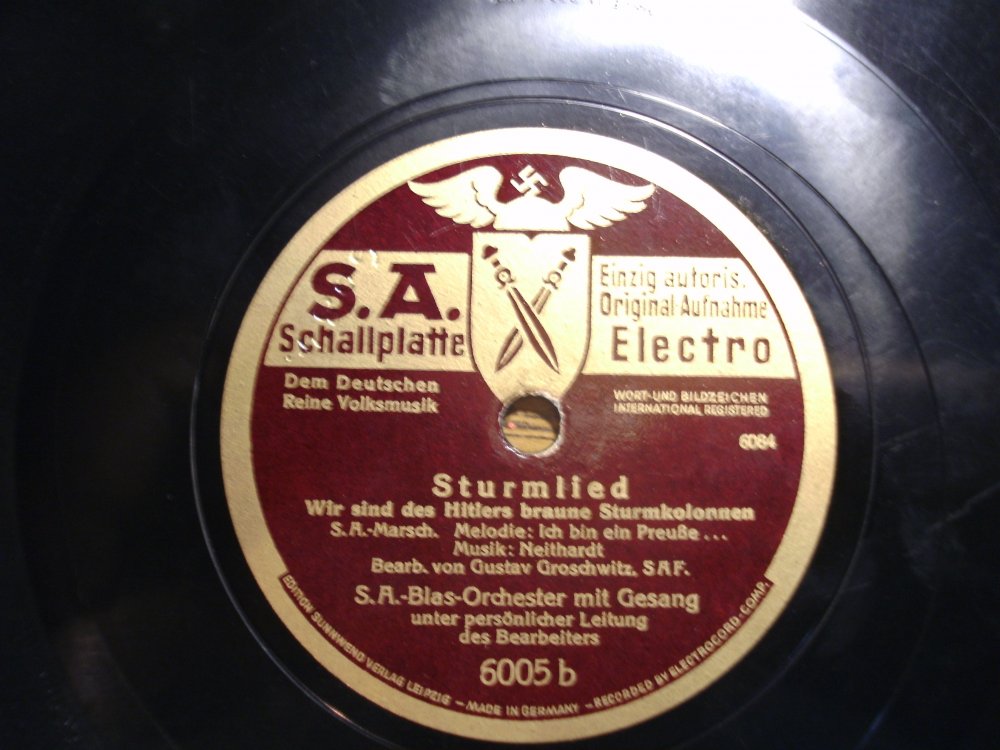 S.A.
Schallplatte
Einzig autoris.
Original-Aufnahme
Electro
Dem Deutschen
Reine Volksmusik
WORT-UND BILDZEICHEN
INTERNATIONAL REGISTERED
6084
Sturmlied
Wir sind des Hitlers braune Sturmkolonnen
S.A.-Marsch. Melodie: Ich bin ein Preuße ...
Musik: Neithardt
Bearb. von Gustav Groschwitz, SAF.
S.A.-Blas-Orchester mit Gesang
unter persönlicher Leitung
des Bearbeiters
6005 b
EDITION SUNNWEND VERLAG LEIPZIG – MADE IN GERMANY – RECORDED BY ELECTROCORD-COMP.